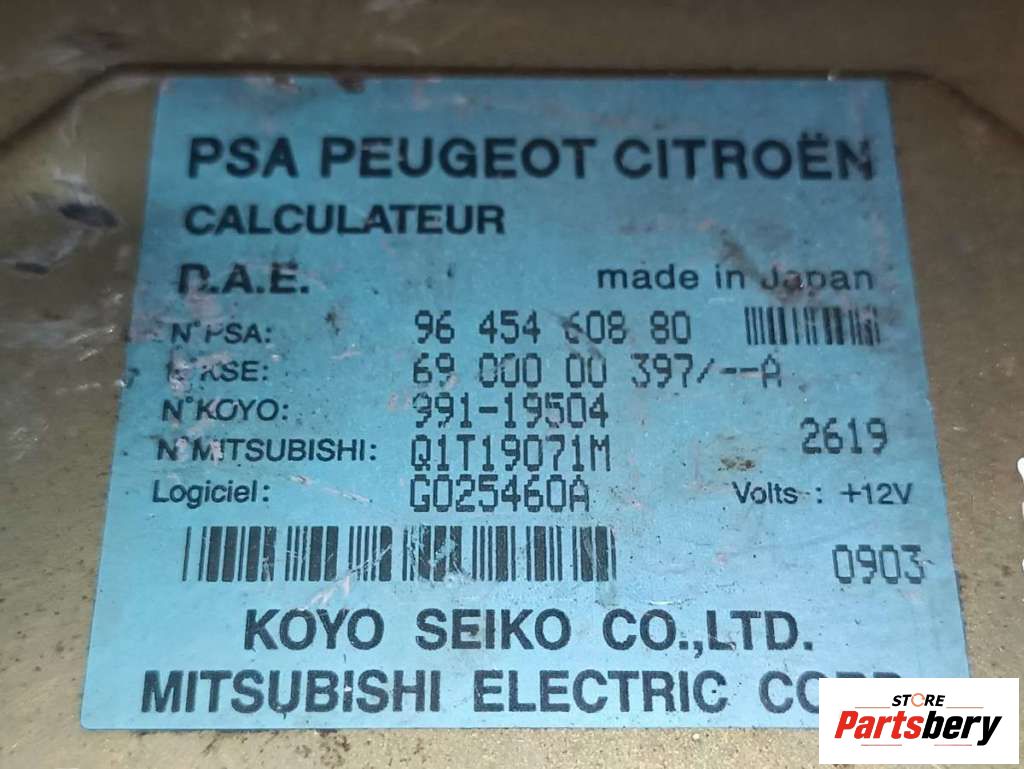 PSA PEUGEOT CITROËN
CALCULATEUR
D.A.E. made in Japan
N°PSA: 96 454 608 80
N°KSE: 69 000 00 397/--A
N°KOYO: 991-19504
2619
N°MITSUBISHI: Q1T19071M
Logiciel: G025460A Volts : +12V
0903
KOYO SEIKO CO.,LTD.
MITSUBISHI ELECTRIC CORP.
STORE
Partsbery